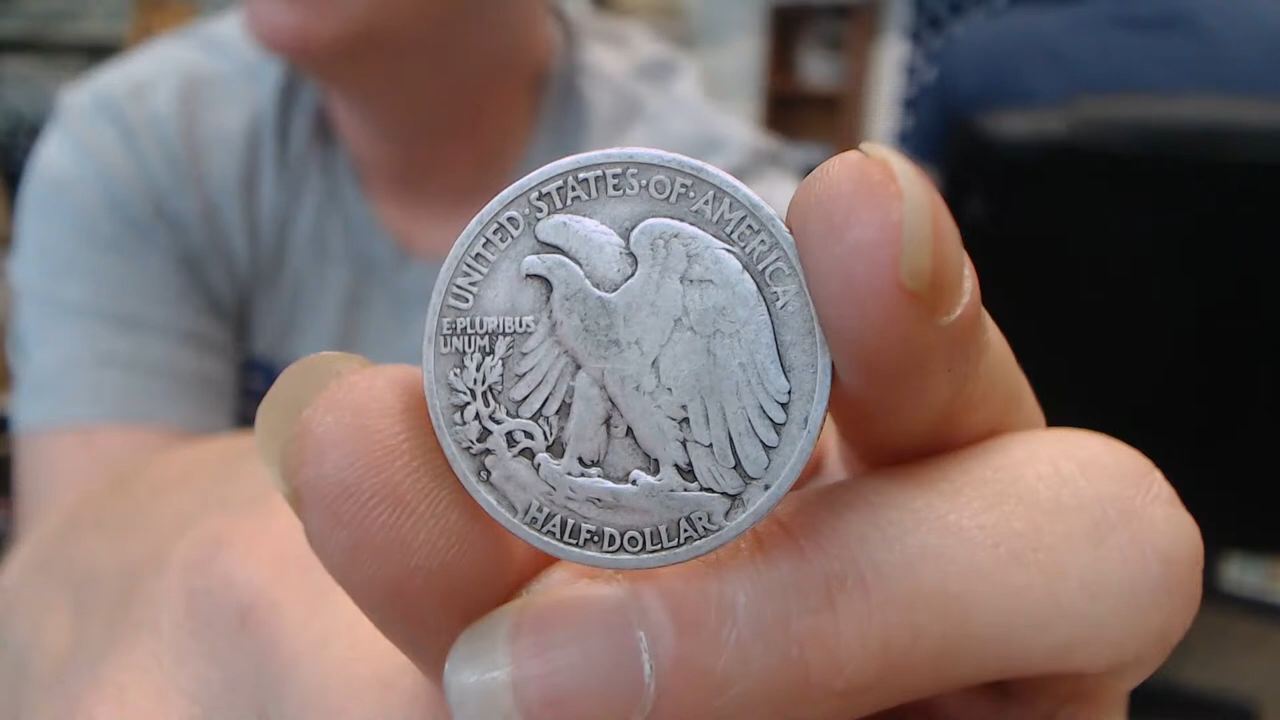 UNITED·STATES·OF·AMERICA
E·PLURIBUS
UNUM
S
HALF·DOLLAR